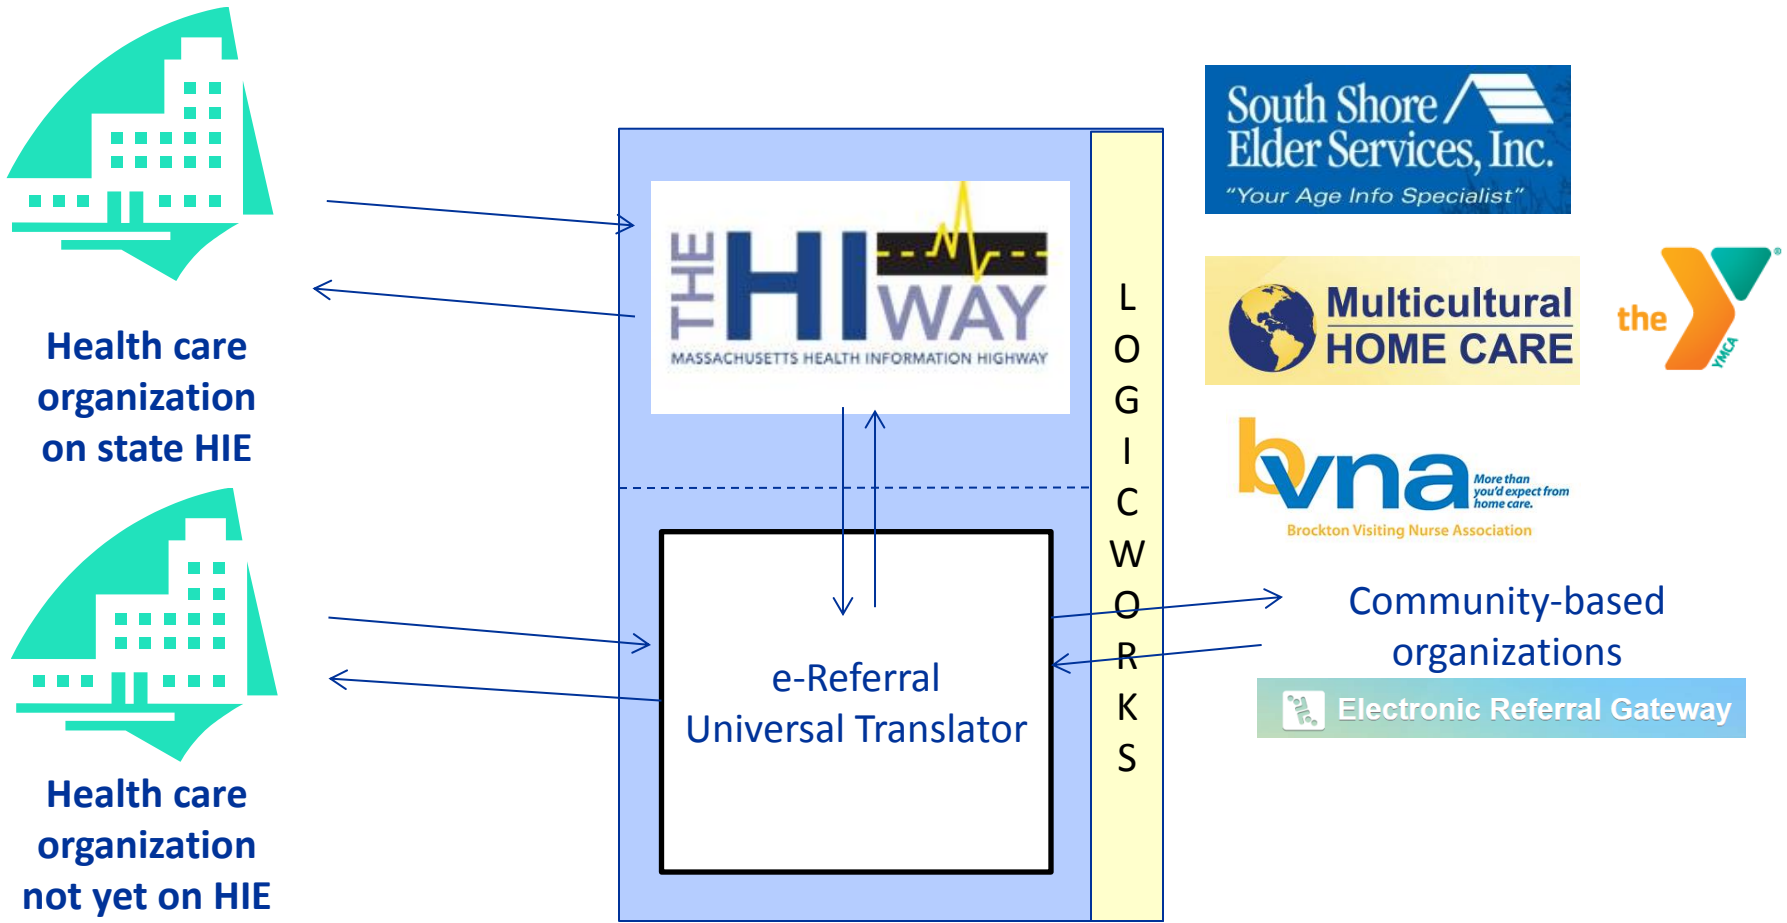 Health care
organization
on state HIE
Health care
organization
not yet on HIE
THE HI WAY
MASSACHUSETTS HEALTH INFORMATION HIGHWAY
e-Referral
Universal Translator
LOGICWORKS
South Shore
Elder Services, Inc.
"Your Age Info Specialist"
Multicultural
HOME CARE
the
YMCA
®
bvna
More than
you'd expect from
home care.
Brockton Visiting Nurse Association
Community-based
organizations
Electronic Referral Gateway